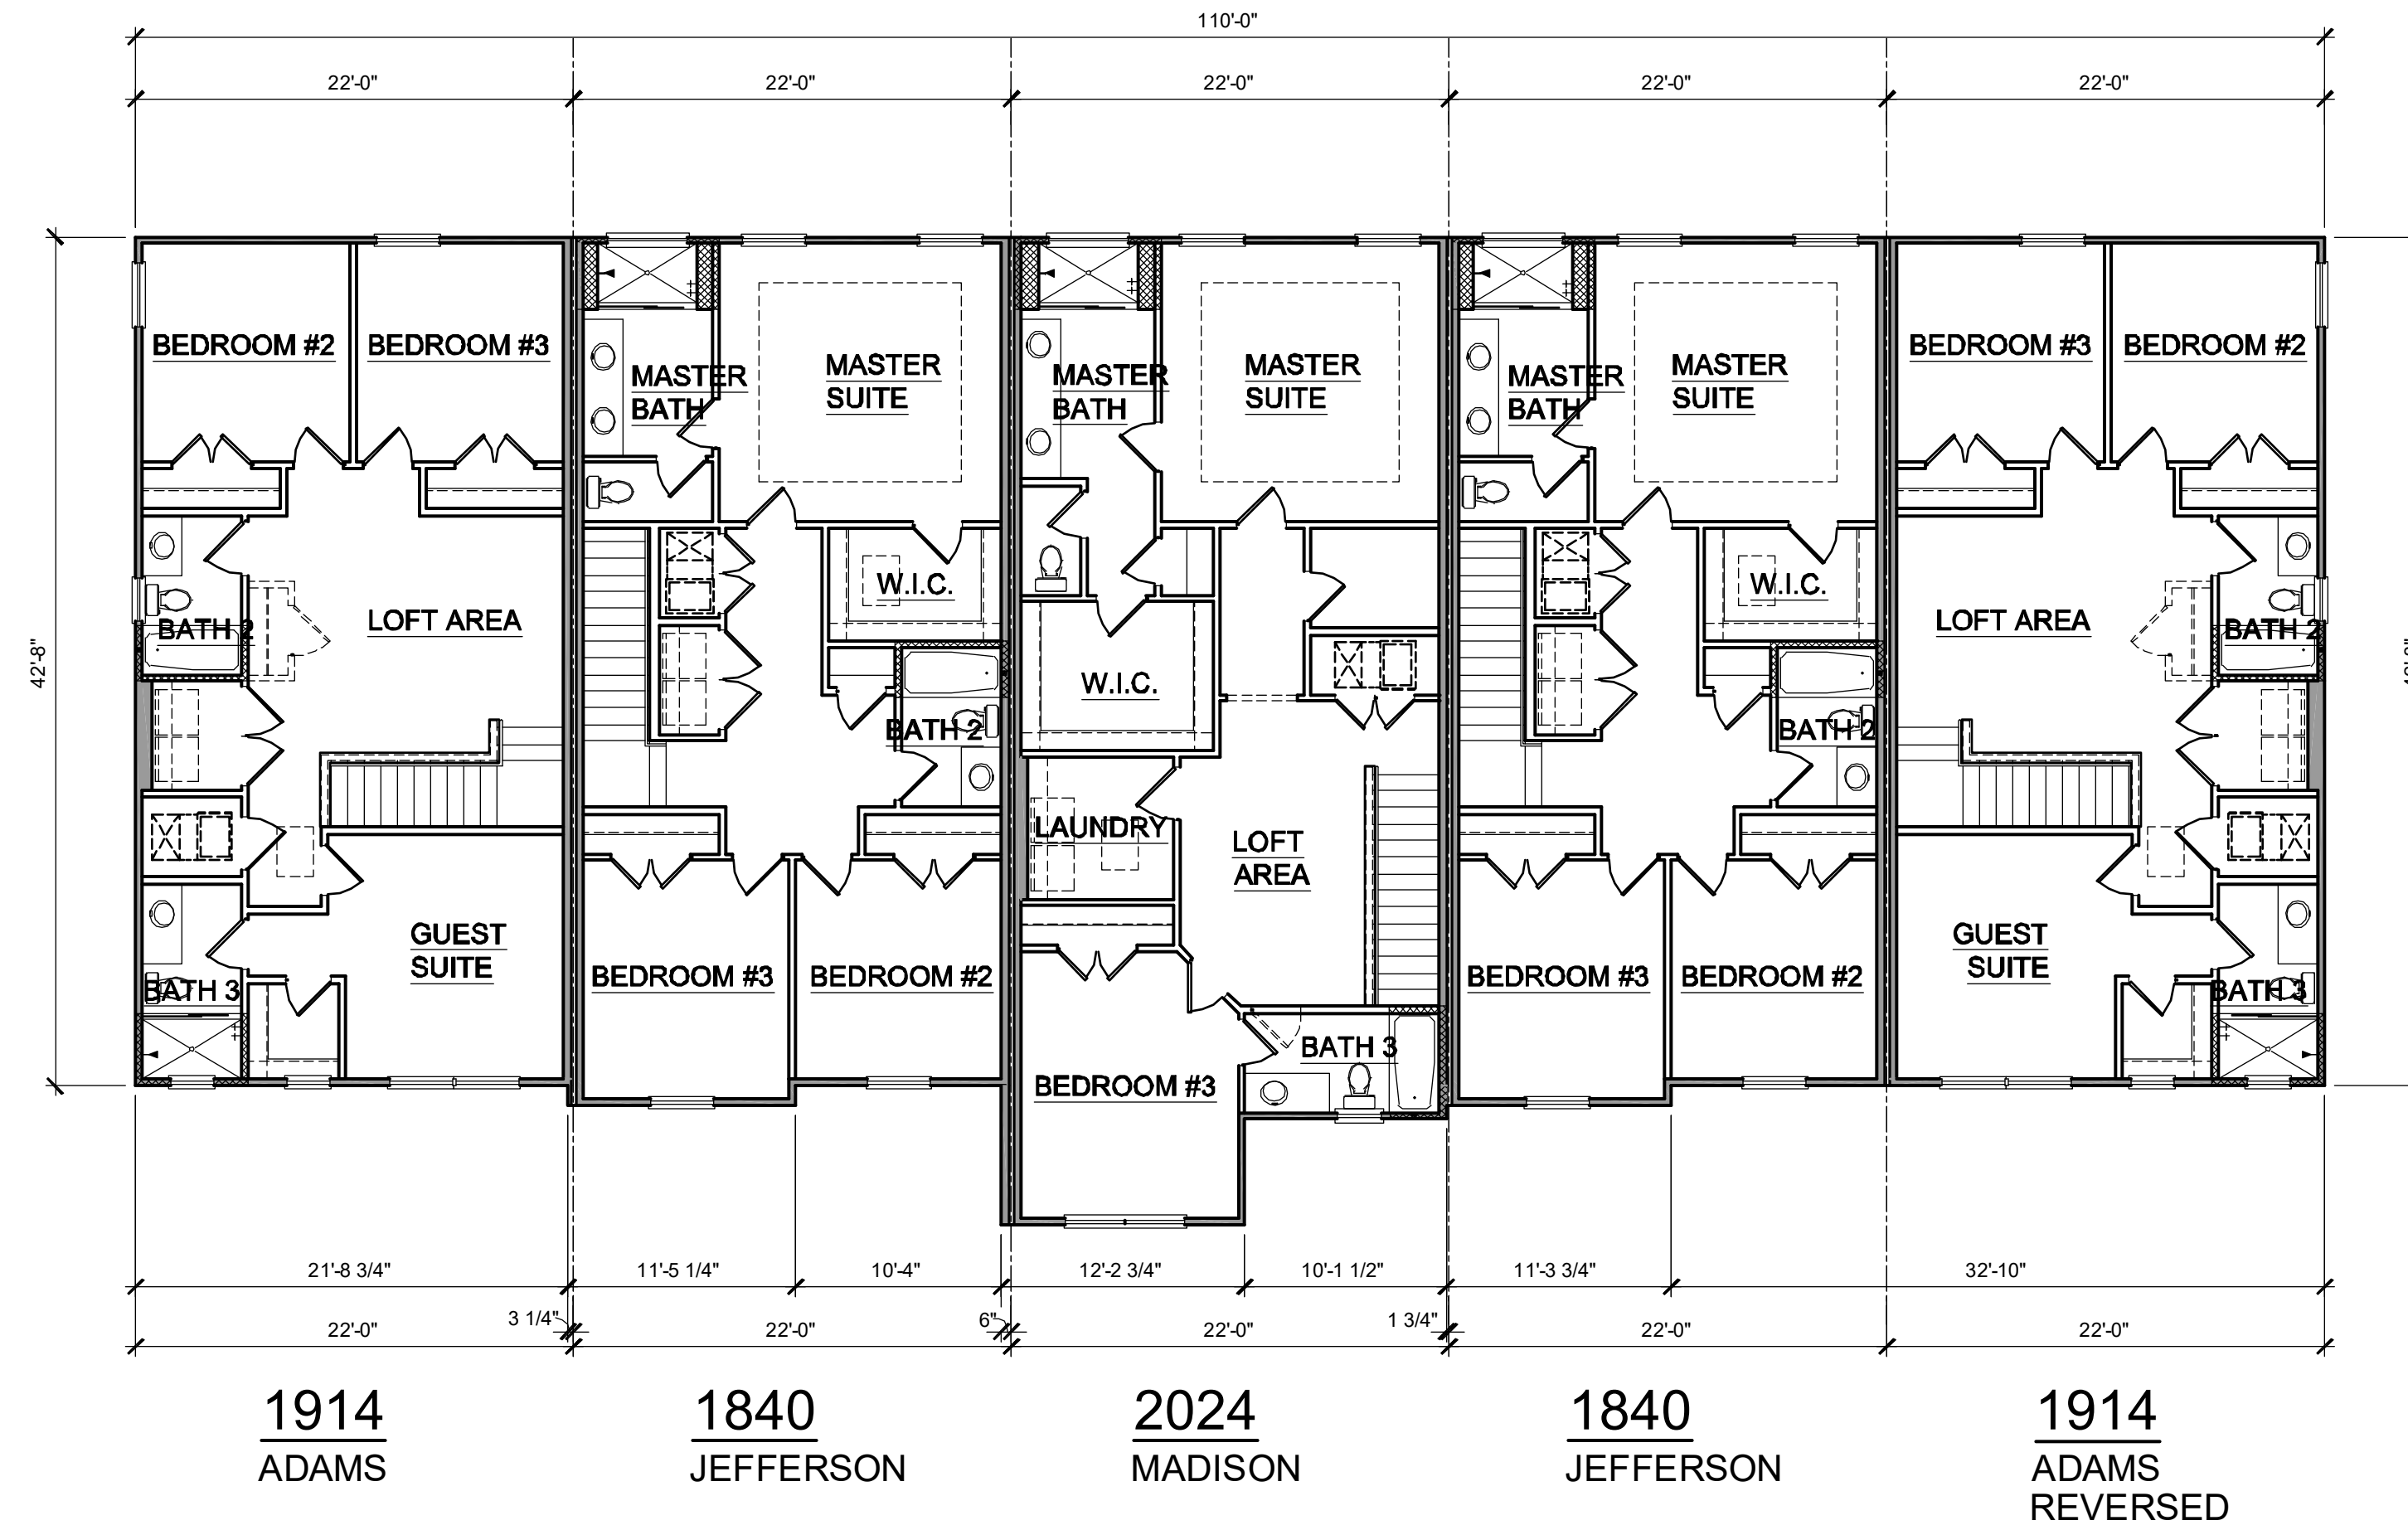 110'-0"
22'-0" 22'-0" 22'-0" 22'-0" 22'-0"
42'-8"
BEDROOM #2
BEDROOM #3
BATH 2
LOFT AREA
GUEST
SUITE
BATH 3
MASTER
BATH
MASTER
SUITE
W.I.C.
BATH 2
BEDROOM #3
BEDROOM #2
MASTER
BATH
MASTER
SUITE
W.I.C.
LAUNDRY
LOFT
AREA
BEDROOM #3
BATH 3
MASTER
BATH
MASTER
SUITE
W.I.C.
BATH 2
BEDROOM #3
BEDROOM #2
BEDROOM #3
BEDROOM #2
LOFT AREA
BATH 2
GUEST
SUITE
BATH 3
21'-8 3/4" 11'-5 1/4" 10'-4" 12'-2 3/4" 10'-1 1/2" 11'-3 3/4" 32'-10"
3 1/4" 6" 1 3/4"
22'-0" 22'-0" 22'-0" 22'-0" 22'-0"
1914
ADAMS
1840
JEFFERSON
2024
MADISON
1840
JEFFERSON
1914
ADAMS
REVERSED